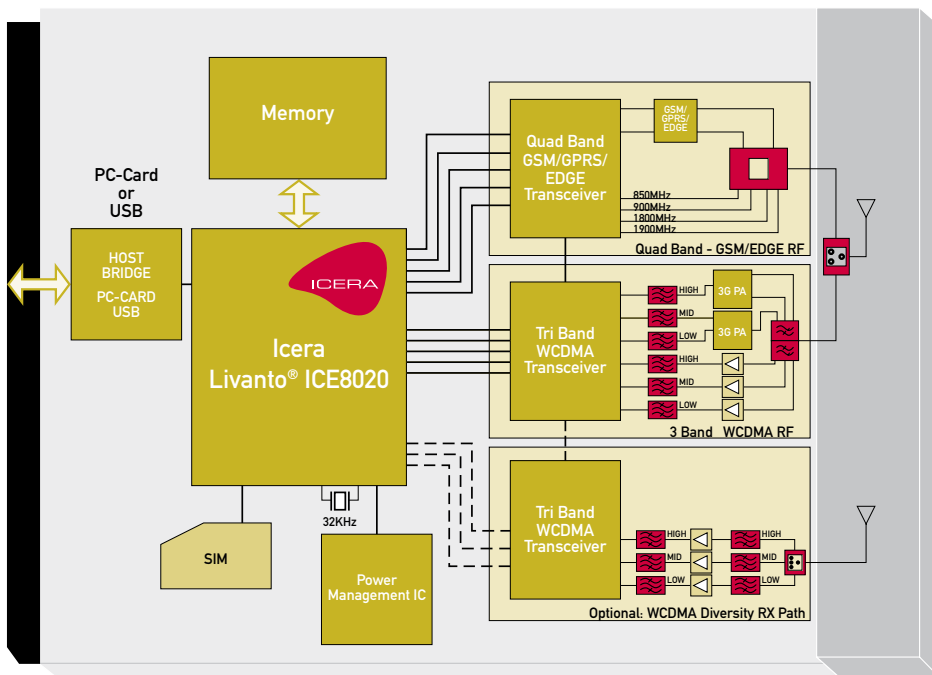 Memory
PC-Card
or
USB
HOST
BRIDGE
PC-CARD
USB
ICERA
Icera
Livanto® ICE8020
32KHz
SIM
Power
Management IC
Quad Band
GSM/GPRS/
EDGE
Transceiver
GSM/
GPRS/
EDGE
850MHz
900MHz
1800MHz
1900MHz
Quad Band - GSM/EDGE RF
Tri Band
WCDMA
Transceiver
HIGH
MID
LOW
HIGH
MID
LOW
3G PA
3G PA
3 Band WCDMA RF
Tri Band
WCDMA
Transceiver
HIGH
MID
LOW
HIGH
MID
LOW
Optional: WCDMA Diversity RX Path